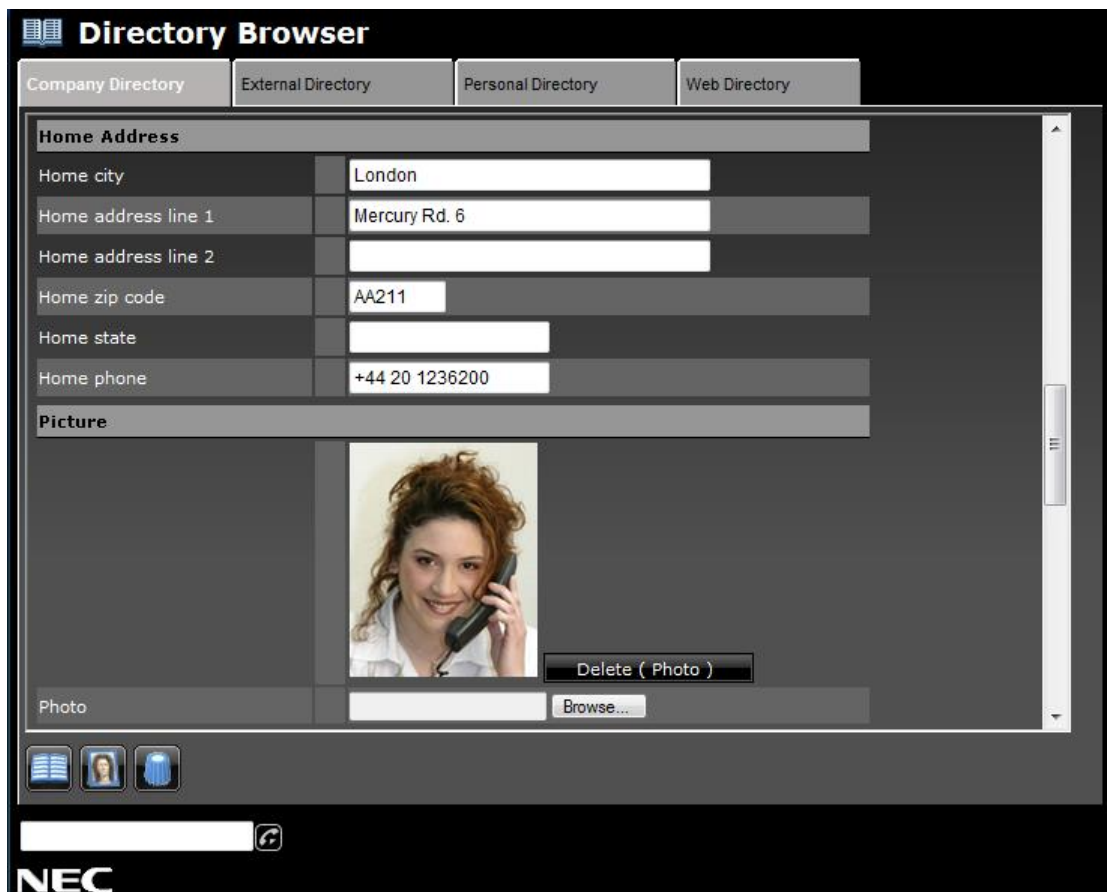 Directory Browser
Company Directory External Directory Personal Directory Web Directory
Home Address
Home city London
Home address line 1 Mercury Rd. 6
Home address line 2
Home zip code AA211
Home state
Home phone +44 20 1236200
Picture
Delete ( Photo )
Photo Browse...
NEC